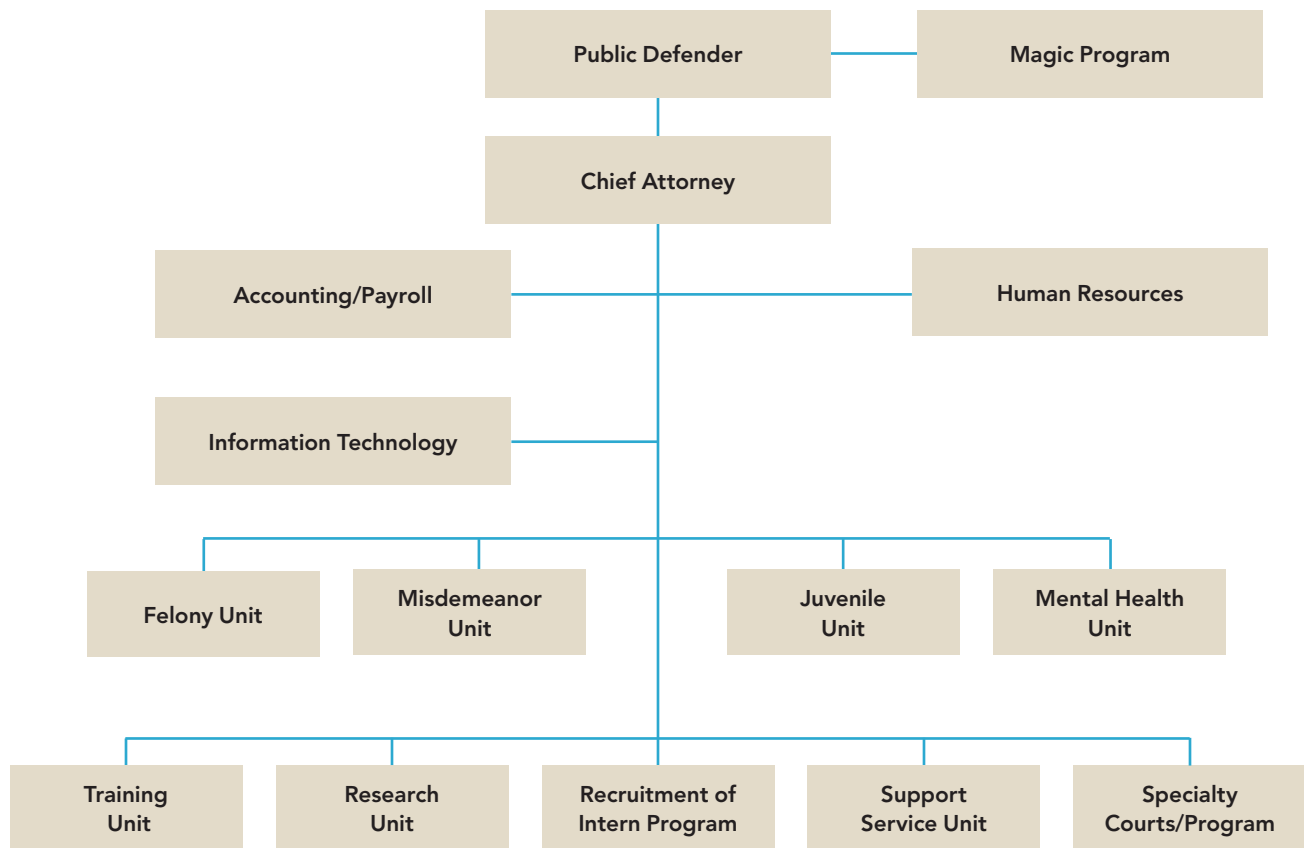 Public Defender
Magic Program
Chief Attorney
Accounting/Payroll
Human Resources
Information Technology
Felony Unit
Misdemeanor
Unit
Juvenile
Unit
Mental Health
Unit
Training
Unit
Research
Unit
Recruitment of
Intern Program
Support
Service Unit
Specialty
Courts/Program